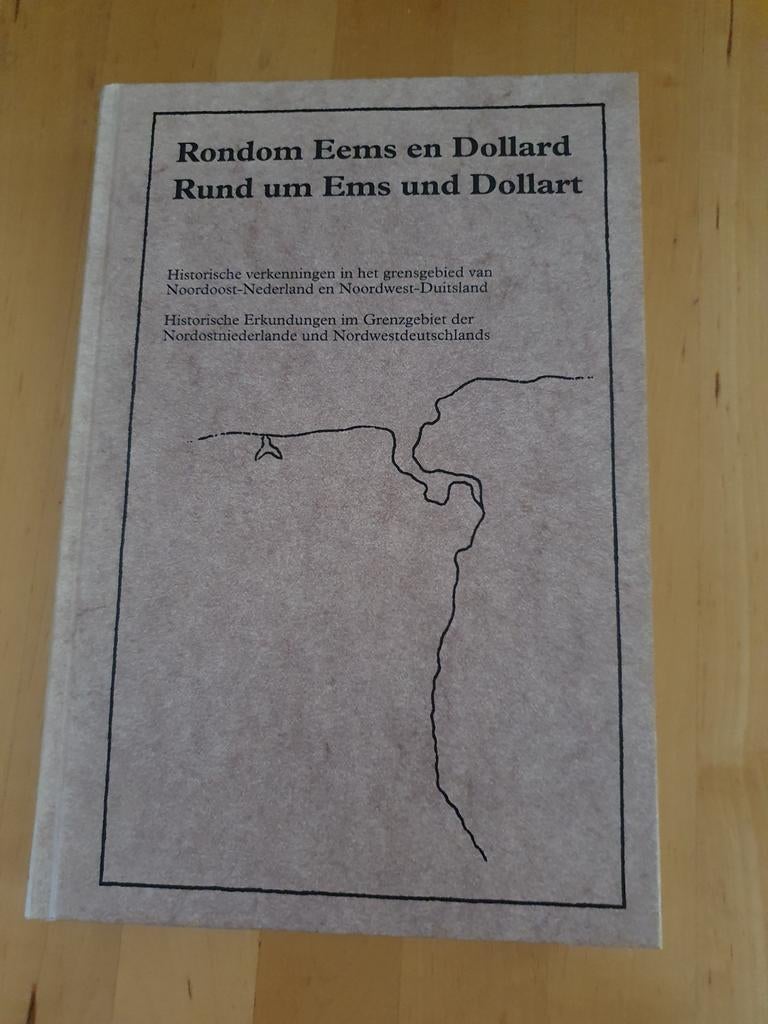 Rondom Eems en Dollard
Rund um Ems und Dollart
Historische verkenningen in het grensgebied van
Noordoost-Nederland en Noordwest-Duitsland
Historische Erkundungen im Grenzgebiet der
Nordostniederlande und Nordwestdeutschlands